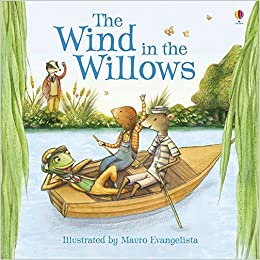 The
Wind in the
Willows
Illustrated by Mauro Evangelista